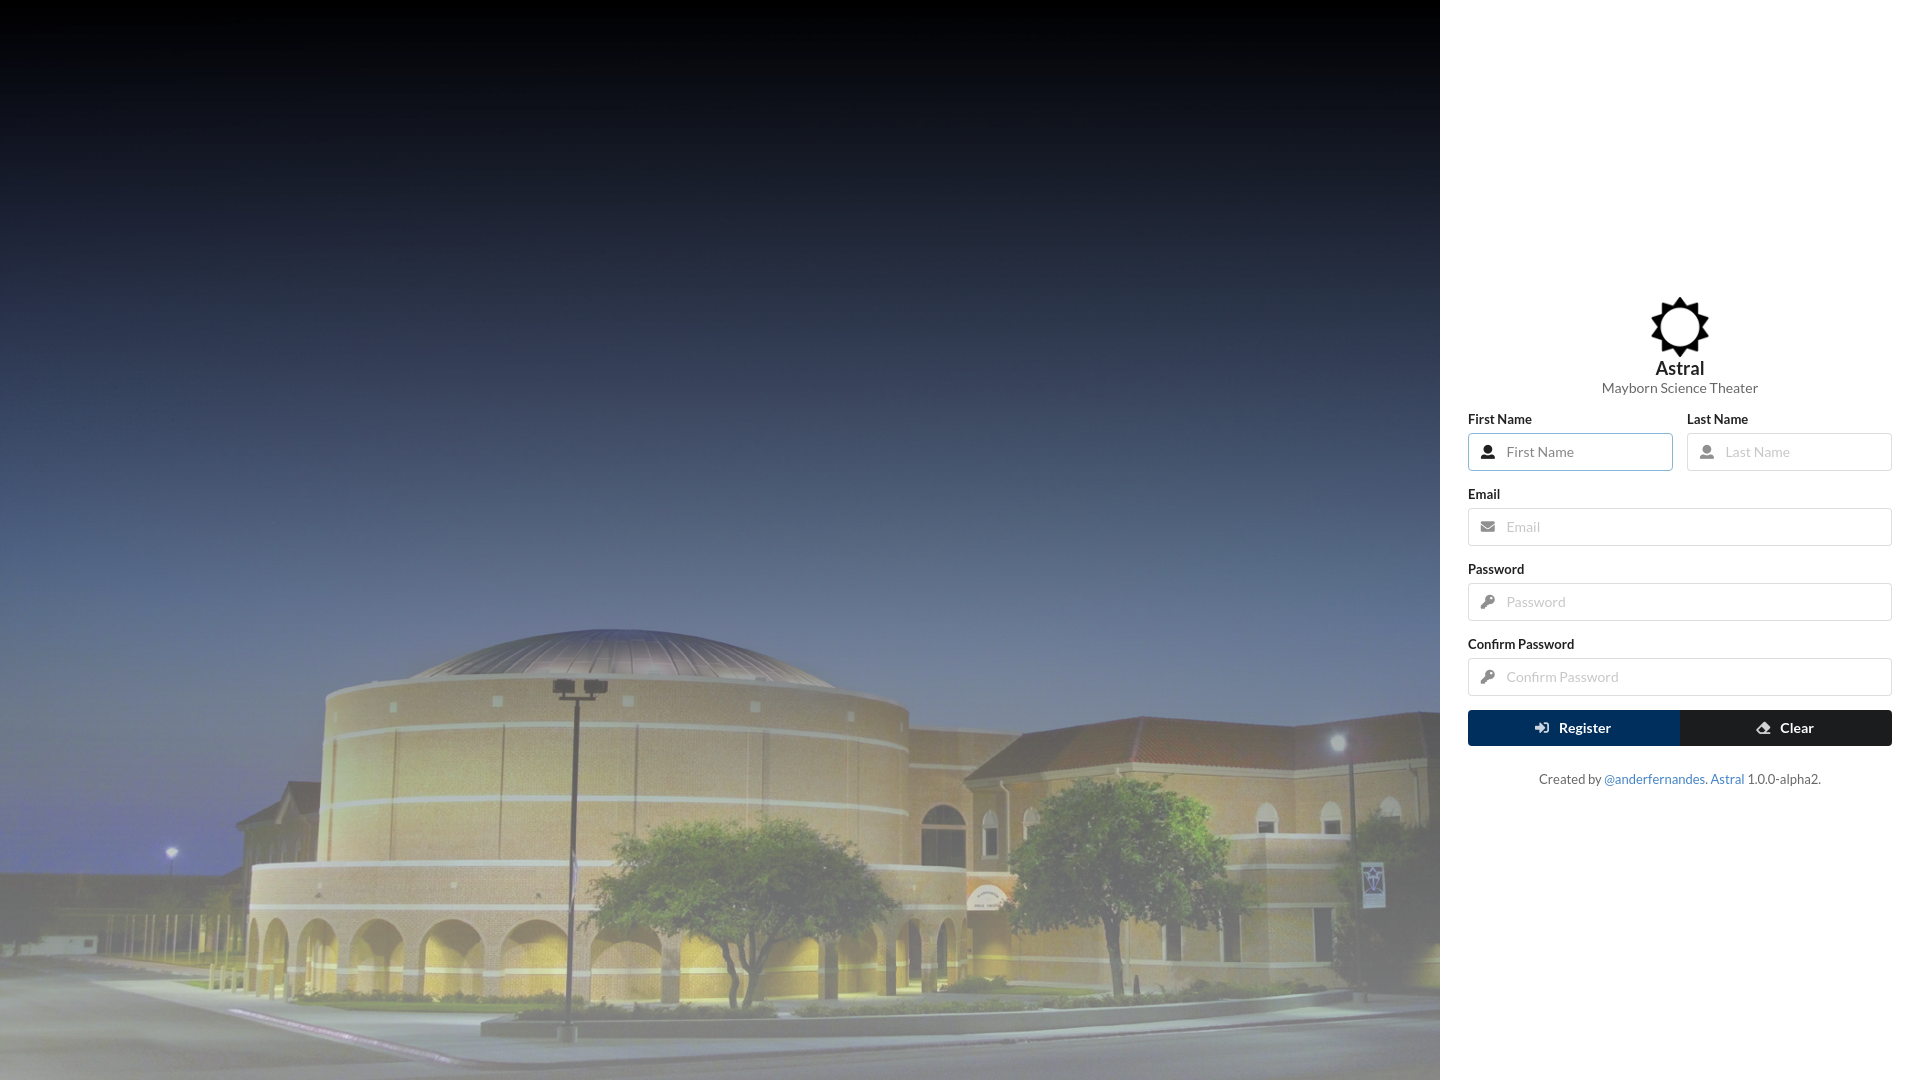 Astral
Mayborn Science Theater
First Name Last Name
First Name Last Name
Email
Email
Password
Password
Confirm Password
Confirm Password
Register Clear
Created by @anderfernandes. Astral 1.0.0-alpha2.